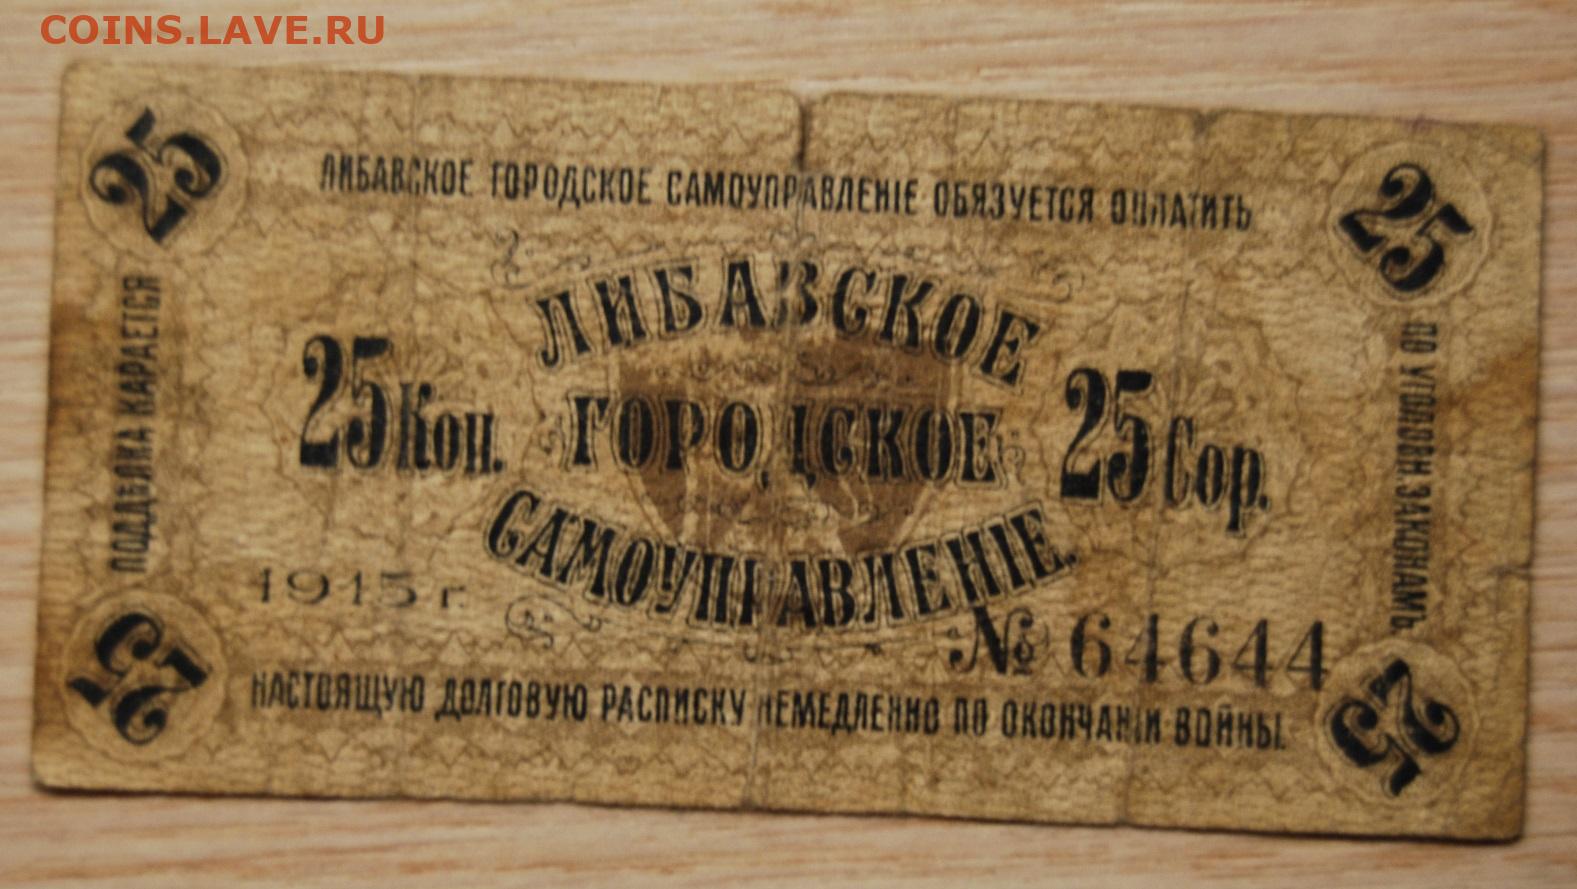 COINS.LAVE.RU
25
25
ЛИБАВСКОЕ ГОРОДСКОЕ САМОУПРАВЛЕНІЕ ОБЯЗУЕТСЯ ОПЛАТИТЬ
ПОДДѢЛКА КАРАЕТСЯ
ЛИБАВСКОЕ
25 Коп.
ГОРОДСКОЕ
25 Cop.
САМОУПРАВЛЕНІЕ.
ПО УГОЛОВН. ЗАКОНАМЪ
1915 г.
№ 64644
НАСТОЯЩУЮ ДОЛГОВУЮ РАСПИСКУ НЕМЕДЛЕННО ПО ОКОНЧАНІИ ВОЙНЫ.
25
25